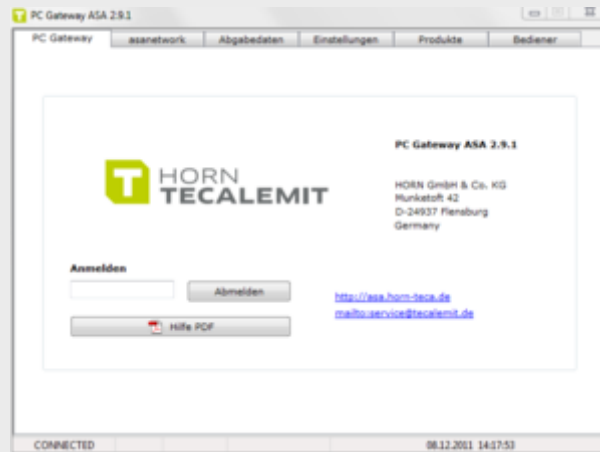 PC Gateway ASA 2.9.1
PC Gateway asanetwork Abgabedaten Einstellungen Produkte Bediener
PC Gateway ASA 2.9.1
HORN
TECALEMIT
HORN GmbH & Co. KG
Munketoft 42
D-24937 Flensburg
Germany
Anmelden
Abmelden
http://asa.horn-teca.de
mailto:service@tecalemit.de
Hilfe PDF
CONNECTED 08.12.2011 14:17:53